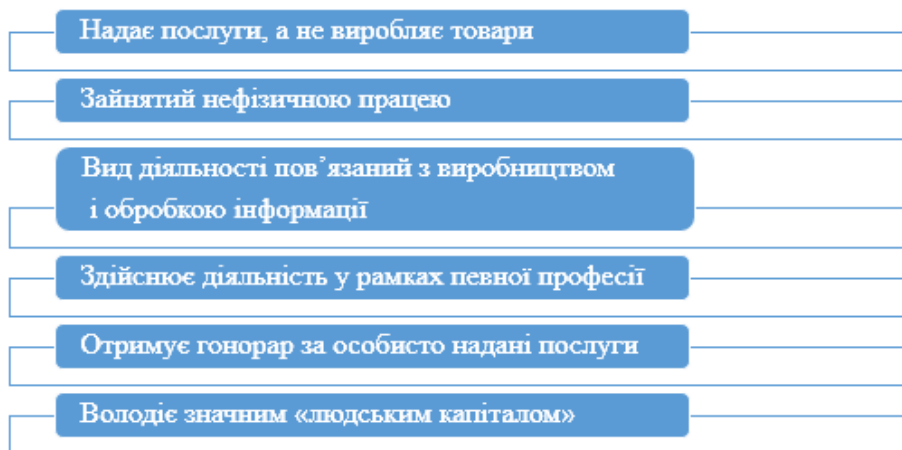 Надає послуги, а не виробляє товари
Зайнятий нефізичною працею
Вид діяльності пов’язаний з виробництвом
і обробкою інформації
Здійснює діяльність у рамках певної професії
Отримує гонорар за особисто надані послуги
Володіє значним «людським капіталом»